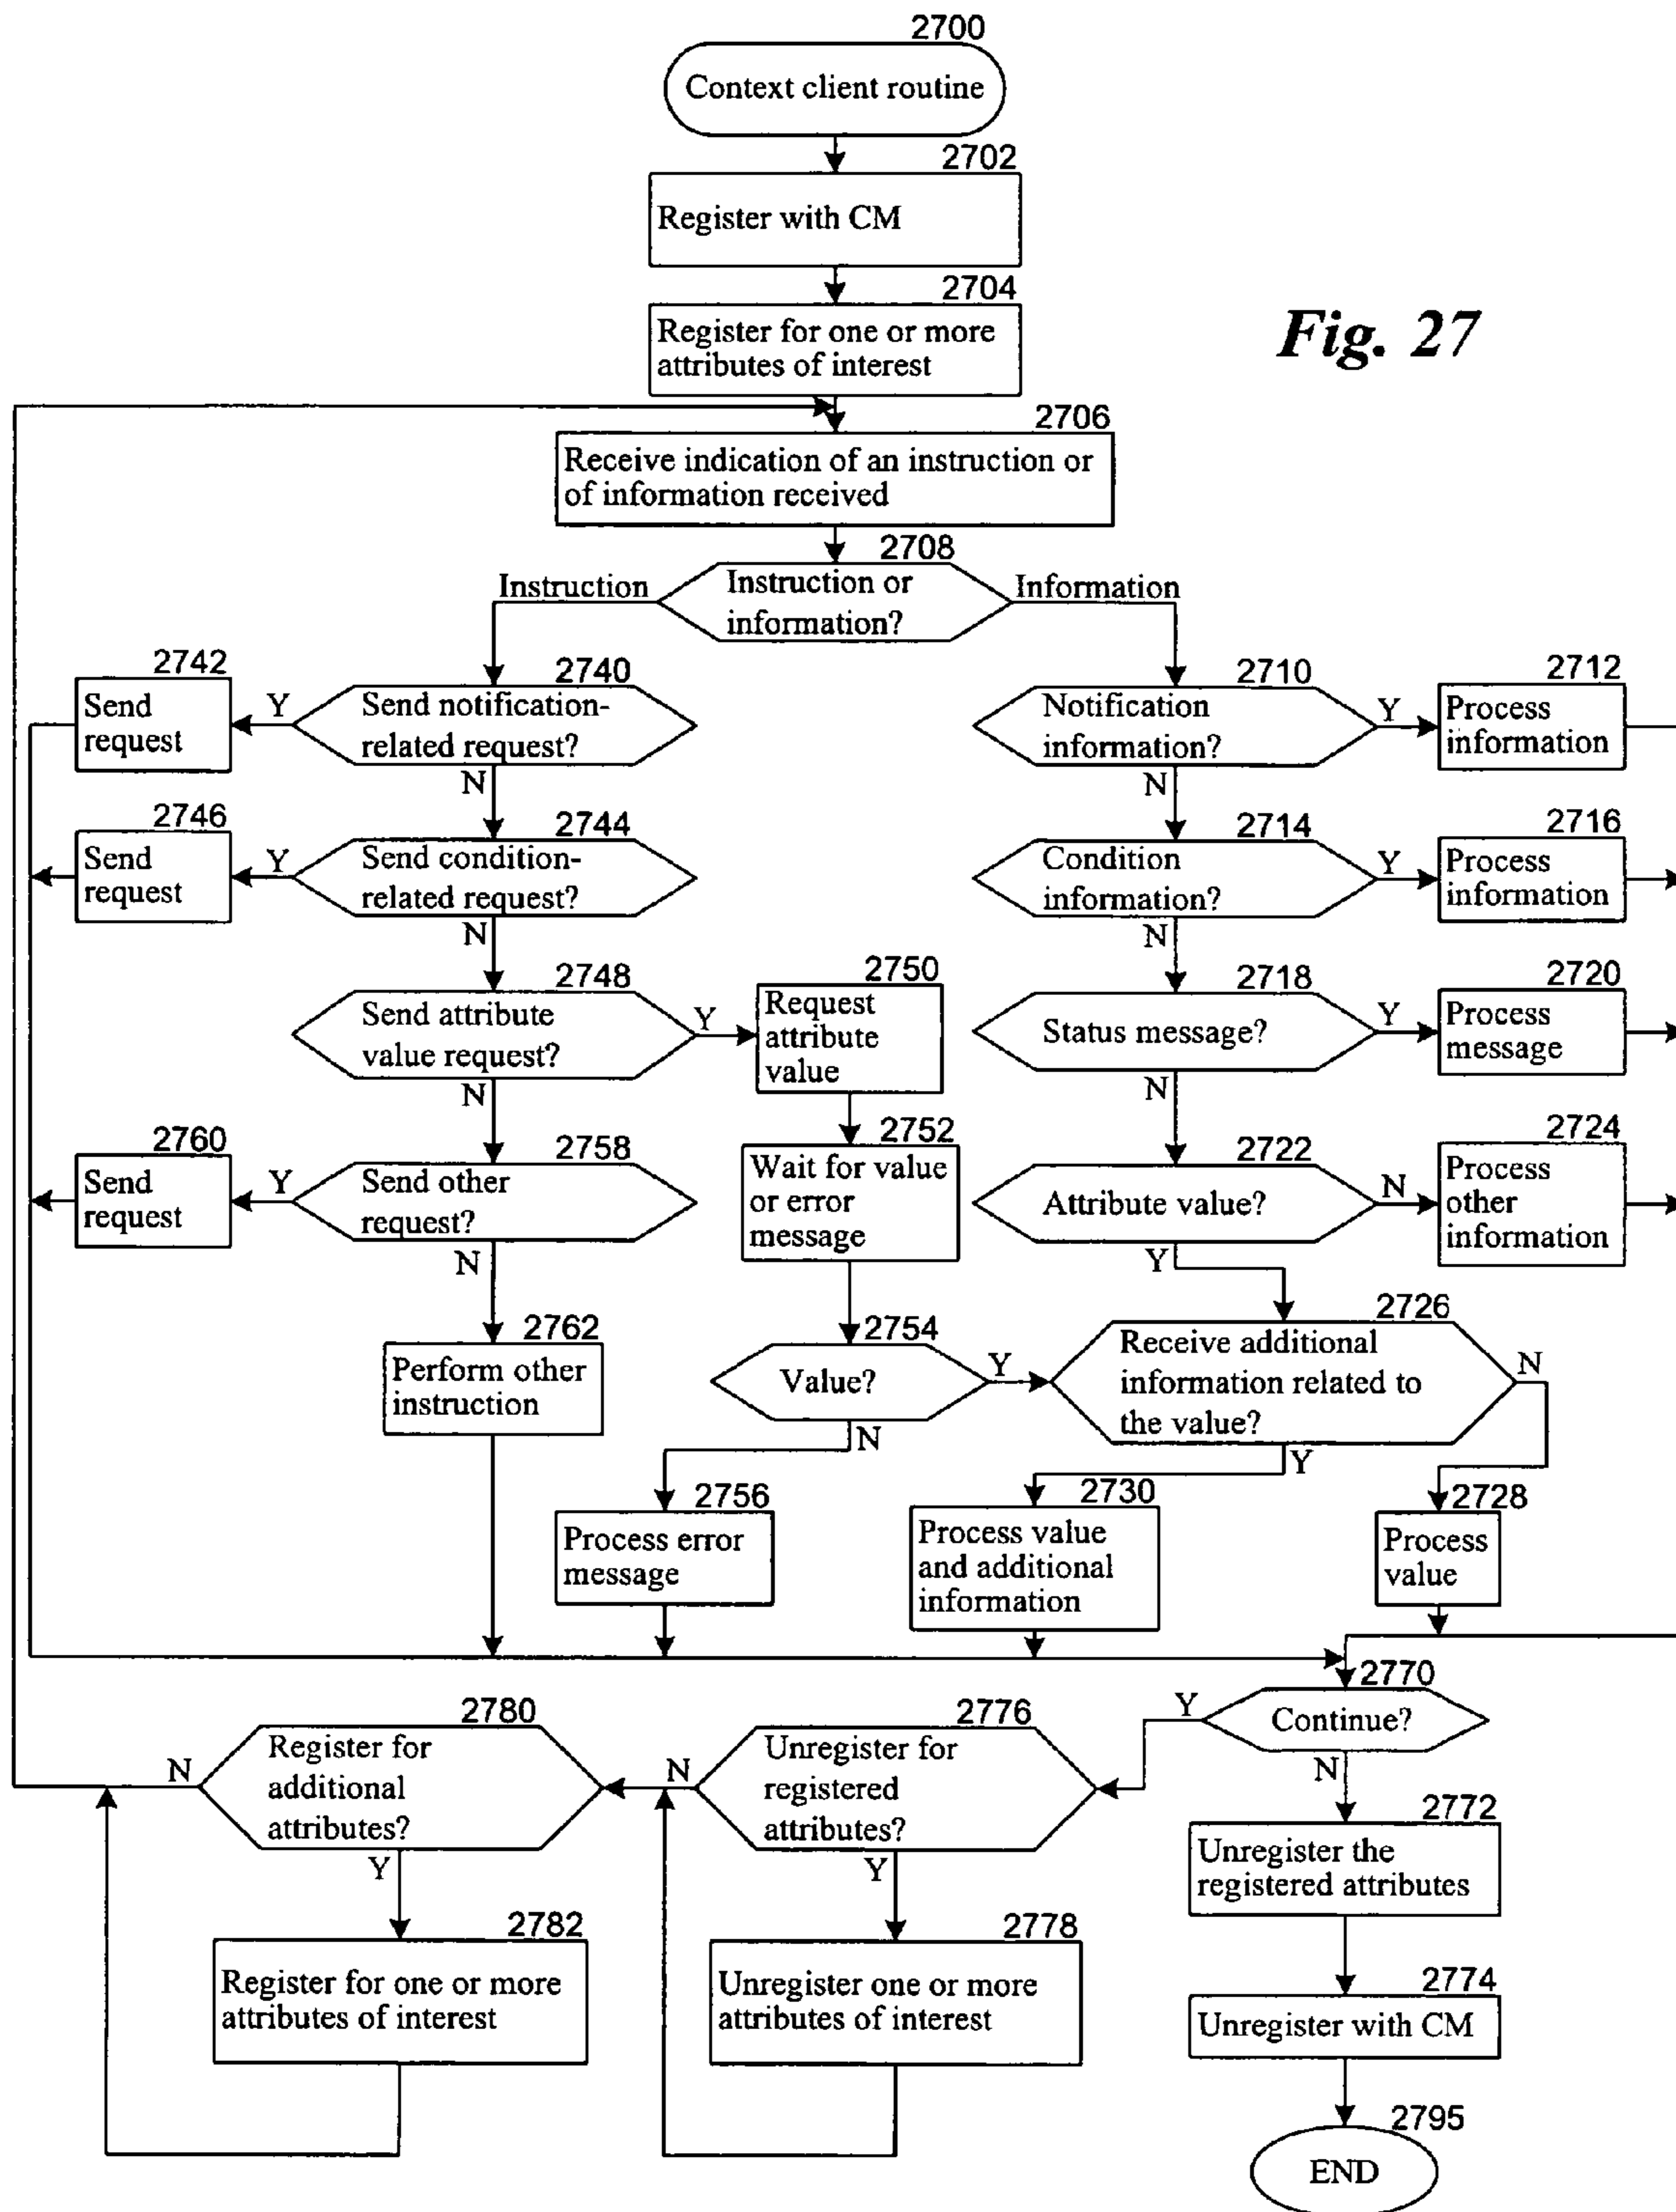 2700
Context client routine
2702
Register with CM
2704
Register for one or more
attributes of interest
Fig. 27
2706
Receive indication of an instruction or
of information received
2708
Instruction or
information?
Instruction
Information
2742
Send
request
Y
2740
Send notification-
related request?
N
2710
Notification
information?
Y
N
2712
Process
information
2746
Send
request
Y
2744
Send condition-
related request?
N
2714
Condition
information?
Y
N
2716
Process
information
2748
Send attribute
value request?
Y
N
2750
Request
attribute
value
2718
Status message?
Y
N
2720
Process
message
2760
Send
request
Y
2758
Send other
request?
N
2752
Wait for value
or error
message
2722
Attribute value?
N
Y
2724
Process
other
information
2762
Perform other
instruction
2754
Value?
Y
N
2726
Receive additional
information related to
the value?
N
Y
2756
Process error
message
2730
Process value
and additional
information
2728
Process
value
2770
Continue?
Y
N
2780
Register for
additional
attributes?
N
Y
2776
Unregister for
registered
attributes?
N
Y
2772
Unregister the
registered attributes
2782
Register for one or more
attributes of interest
2778
Unregister one or more
attributes of interest
2774
Unregister with CM
2795
END